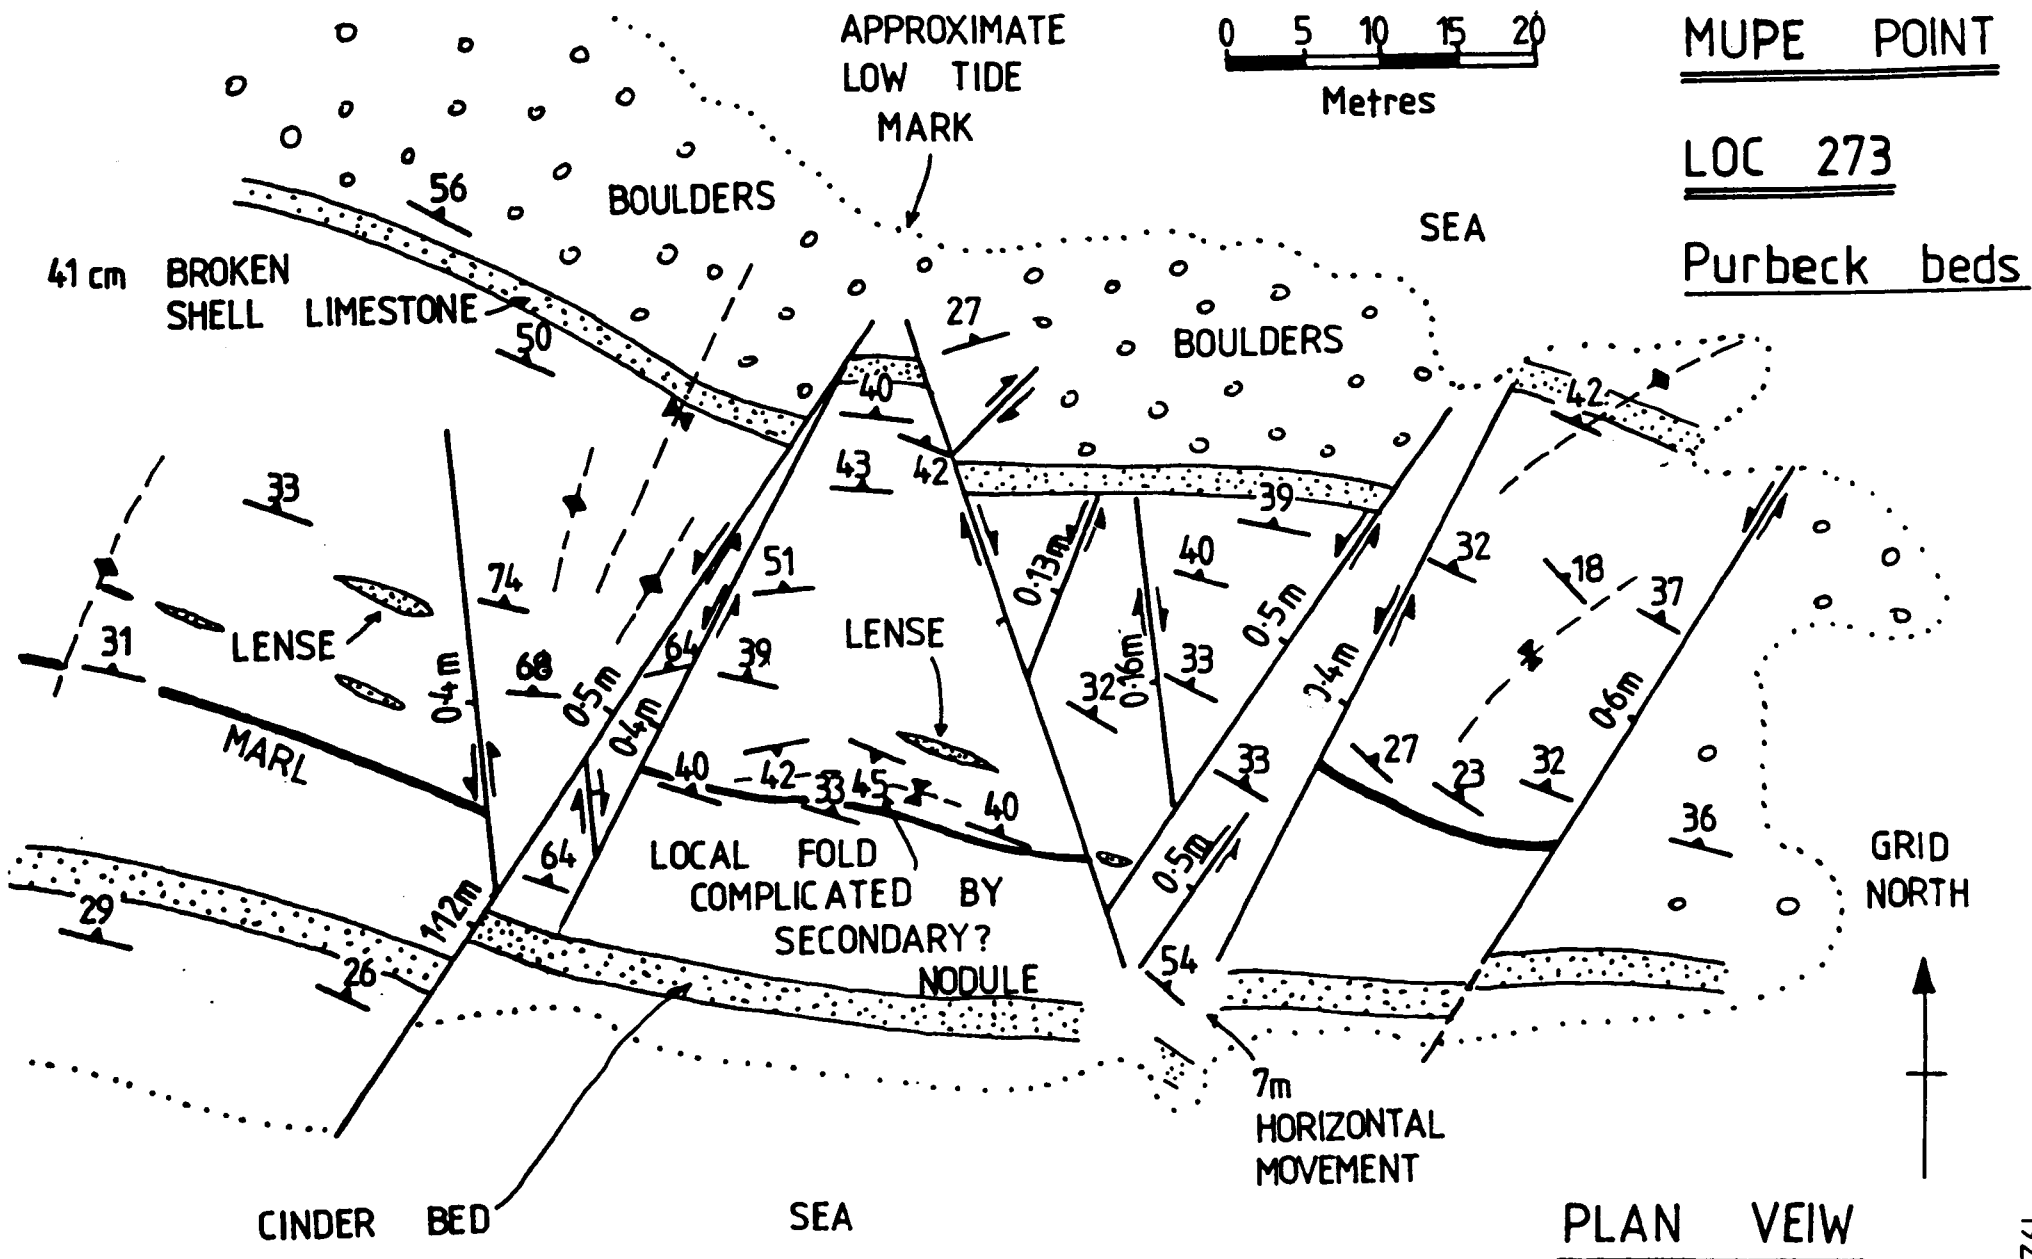 APPROXIMATE
LOW TIDE
MARK
0 5 10 15 20
Metres
MUPE POINT
LOC 273
Purbeck beds
56
BOULDERS
SEA
41 cm BROKEN
SHELL LIMESTONE
50
27
BOULDERS
40
42
43
42
39
33
40
51
32
18
37
74
0.13m
0.5m
LENSE
LENSE
31
68
64
39
0.4m
0.5m
0.4m
32
0.16m
33
0.6m
MARL
40
42
33
45
40
33
27
23
32
LOCAL FOLD
COMPLICATED BY
SECONDARY?
NODULE
64
0.5m
36
GRID
NORTH
29
1.12m
26
54
7m
HORIZONTAL
MOVEMENT
CINDER BED
SEA
PLAN VEIW